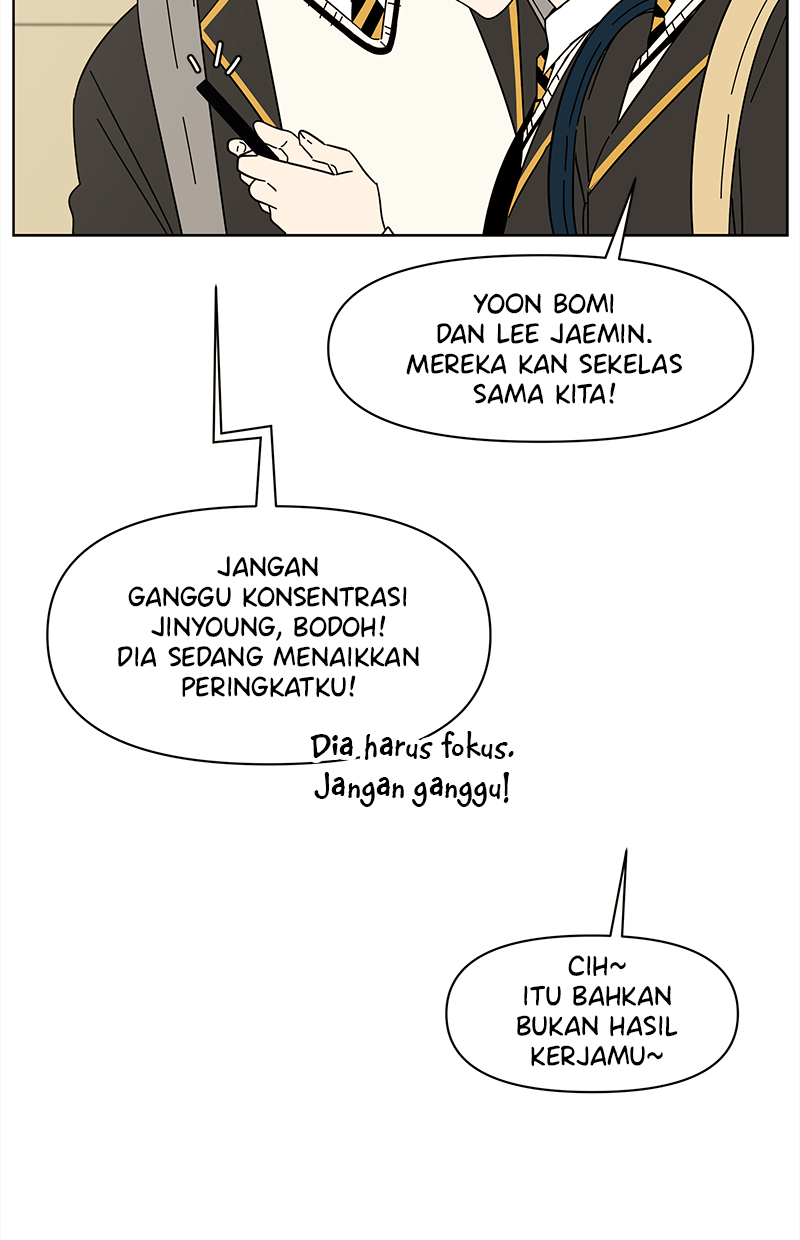 YOON BOMI
DAN LEE JAEMIN.
MEREKA KAN SEKELAS
SAMA KITA!
JANGAN
GANGGU KONSENTRASI
JINYOUNG, BODOH!
DIA SEDANG MENAIKKAN
PERINGKATKU!
Dia harus fokus.
Jangan ganggu!
CIH~
ITU BAHKAN
BUKAN HASIL
KERJAMU~